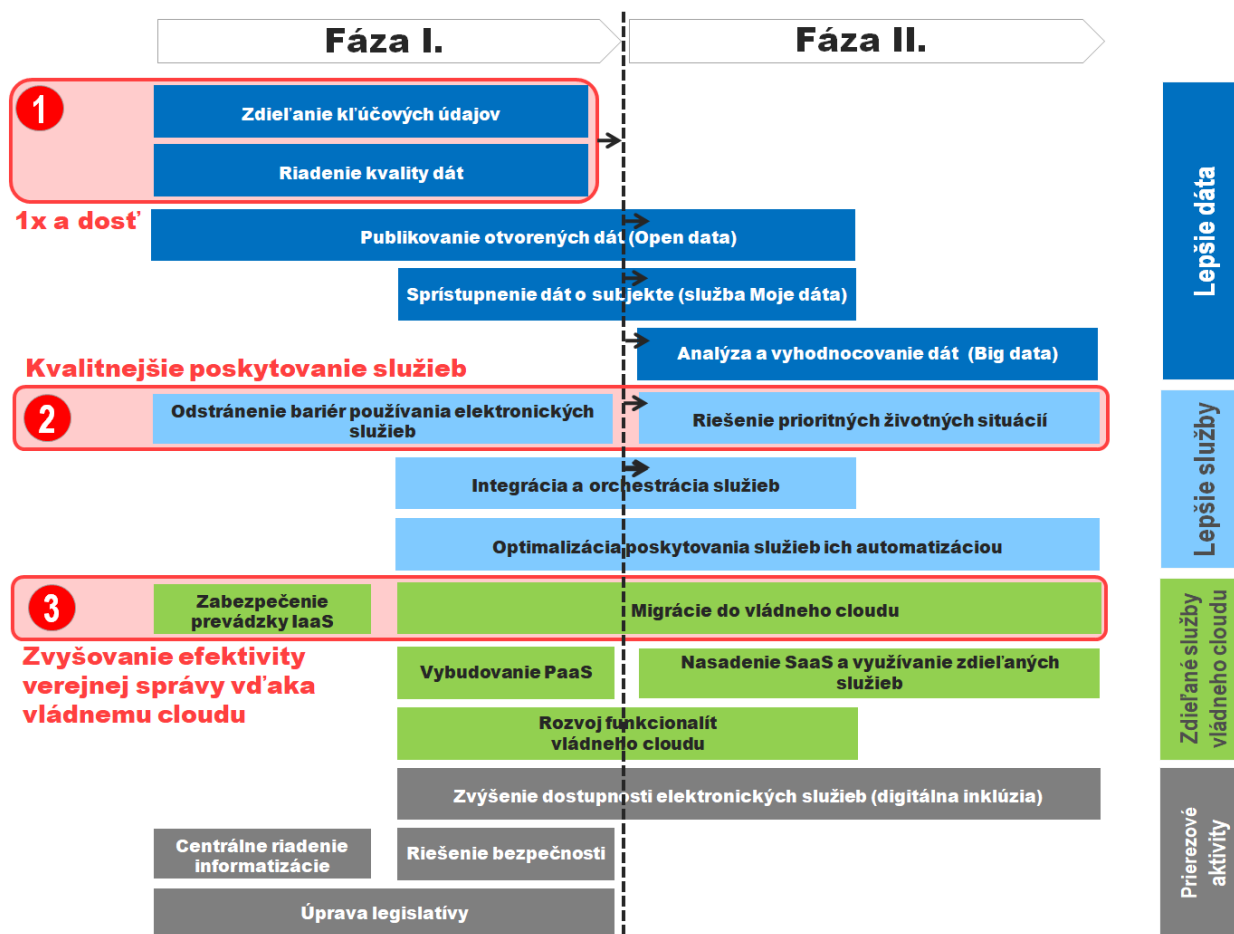 Fáza I.
Fáza II.
1
Zdieľanie kľúčových údajov
Riadenie kvality dát
1x a dosť
Publikovanie otvorených dát (Open data)
Sprístupnenie dát o subjekte (služba Moje dáta)
Analýza a vyhodnocovanie dát (Big data)
Lepšie dáta
Kvalitnejšie poskytovanie služieb
2
Odstránenie bariér používania elektronických
služieb
Riešenie prioritných životných situácií
Integrácia a orchestrácia služieb
Optimalizácia poskytovania služieb ich automatizáciou
Lepšie služby
3
Zabezpečenie
prevádzky IaaS
Migrácie do vládneho cloudu
Zvyšovanie efektivity
verejnej správy vďaka
vládnemu cloudu
Vybudovanie PaaS
Nasadenie SaaS a využívanie zdieľaných
služieb
Rozvoj funkcionalít
vládneho cloudu
Zdieľané služby
vládneho cloudu
Zvýšenie dostupnosti elektronických služieb (digitálna inklúzia)
Centrálne riadenie
informatizácie
Riešenie bezpečnosti
Úprava legislatívy
Prierezové
aktivity